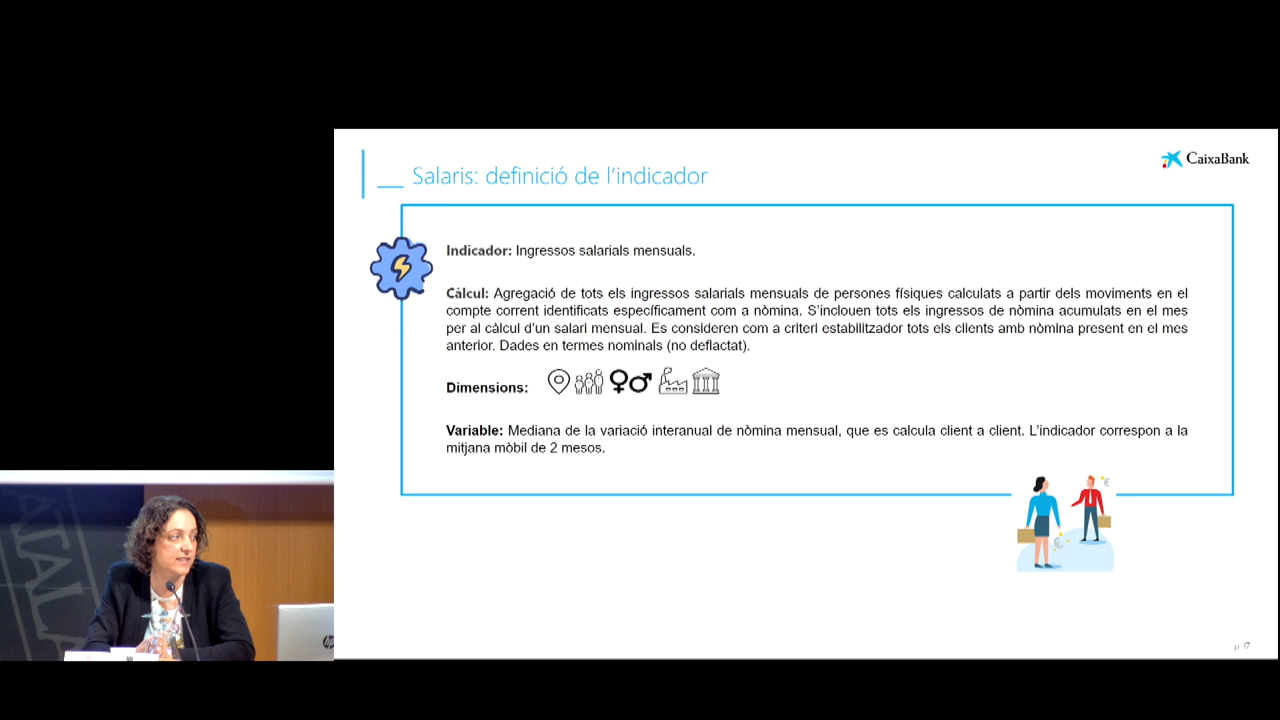 CaixaBank
Salaris: definició de l'indicador
Indicador: Ingressos salarials mensuals.
Càlcul: Agregació de tots els ingressos salarials mensuals de persones físiques calculats a partir dels moviments en el
compte corrent identificats específicament com a nòmina. S'inclouen tots els ingressos de nòmina acumulats en el mes
per al càlcul d'un salari mensual. Es consideren com a criteri estabilitzador tots els clients amb nòmina present en el mes
anterior. Dades en termes nominals (no deflactat).
Dimensions:
Variable: Mediana de la variació interanual de nòmina mensual, que es calcula client a client. L'indicador correspon a la
mitjana mòbil de 2 mesos.
hp
p. 17